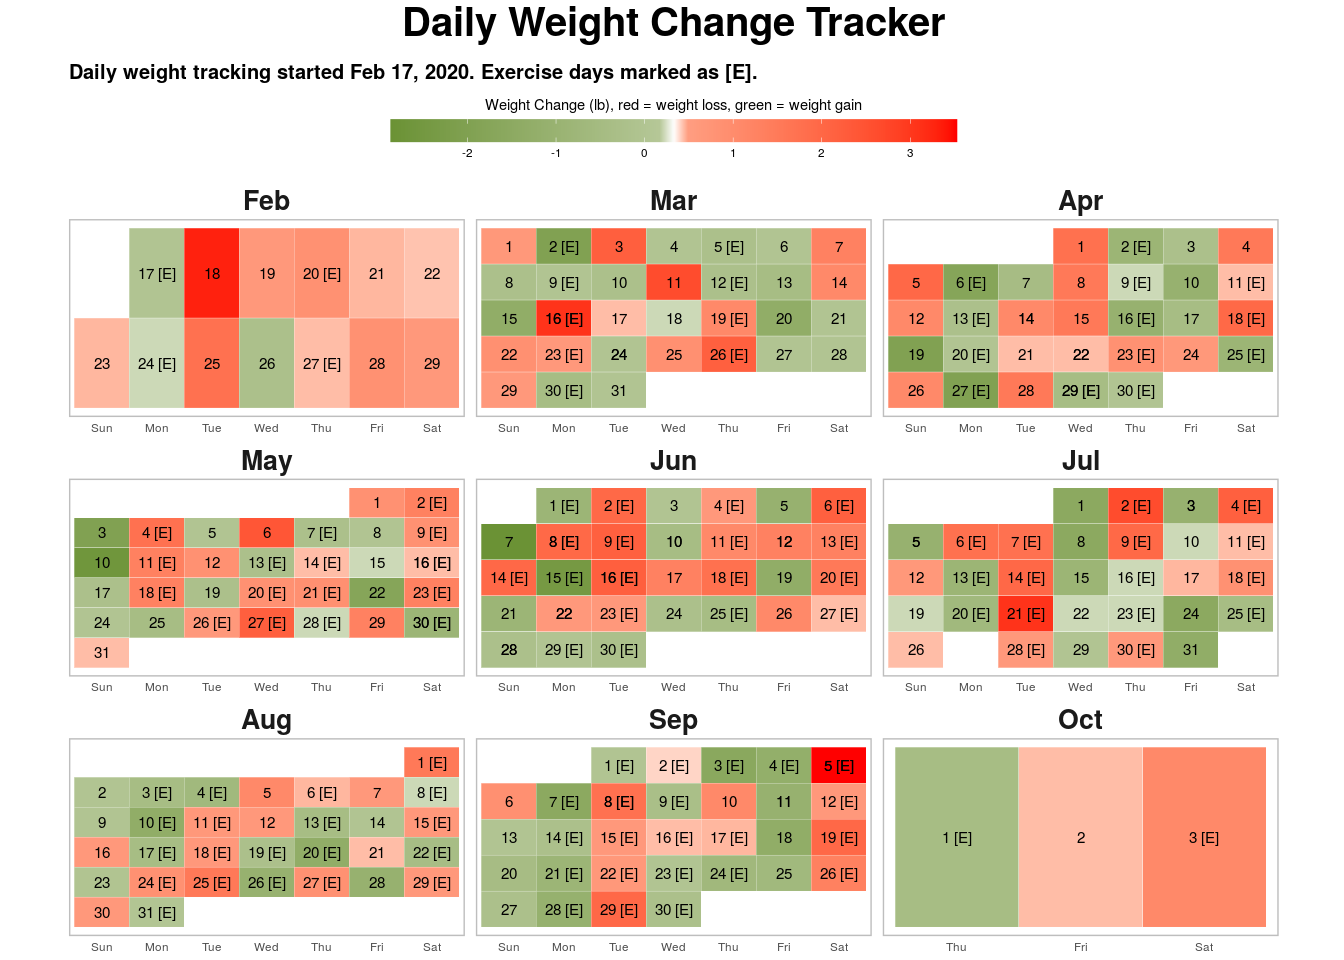 Daily Weight Change Tracker
Daily weight tracking started Feb 17, 2020. Exercise days marked as [E].
Weight Change (lb), red = weight loss, green = weight gain
-2 -1 0 1 2 3
Feb
17 [E] 18 19 20 [E] 21 22
23 24 [E] 25 26 27 [E] 28 29
Sun Mon Tue Wed Thu Fri Sat
Mar
1 2 [E] 3 4 5 [E] 6 7
8 9 [E] 10 11 12 [E] 13 14
15 16 [E] 17 18 19 [E] 20 21
22 23 [E] 24 25 26 [E] 27 28
29 30 [E] 31
Sun Mon Tue Wed Thu Fri Sat
Apr
1 2 [E] 3 4
5 6 [E] 7 8 9 [E] 10 11 [E]
12 13 [E] 14 15 16 [E] 17 18 [E]
19 20 [E] 21 22 23 [E] 24 25 [E]
26 27 [E] 28 29 [E] 30 [E]
Sun Mon Tue Wed Thu Fri Sat
May
1 2 [E]
3 4 [E] 5 6 7 [E] 8 9 [E]
10 11 [E] 12 13 [E] 14 [E] 15 16 [E]
17 18 [E] 19 20 [E] 21 [E] 22 23 [E]
24 25 26 [E] 27 [E] 28 [E] 29 30 [E]
31
Sun Mon Tue Wed Thu Fri Sat
Jun
1 [E] 2 [E] 3 4 [E] 5 6 [E]
7 8 [E] 9 [E] 10 11 [E] 12 13 [E]
14 [E] 15 [E] 16 [E] 17 18 [E] 19 20 [E]
21 22 23 [E] 24 25 [E] 26 27 [E]
28 29 [E] 30 [E]
Sun Mon Tue Wed Thu Fri Sat
Jul
1 2 [E] 3 4 [E]
5 6 [E] 7 [E] 8 9 [E] 10 11 [E]
12 13 [E] 14 [E] 15 16 [E] 17 18 [E]
19 20 [E] 21 [E] 22 23 [E] 24 25 [E]
26 28 [E] 29 30 [E] 31
Sun Mon Tue Wed Thu Fri Sat
Aug
1 [E]
2 3 [E] 4 [E] 5 6 [E] 7 8 [E]
9 10 [E] 11 [E] 12 13 [E] 14 15 [E]
16 17 [E] 18 [E] 19 [E] 20 [E] 21 22 [E]
23 24 [E] 25 [E] 26 [E] 27 [E] 28 29 [E]
30 31 [E]
Sun Mon Tue Wed Thu Fri Sat
Sep
1 [E] 2 [E] 3 [E] 4 [E] 5 [E]
6 7 [E] 8 [E] 9 [E] 10 11 12 [E]
13 14 [E] 15 [E] 16 [E] 17 [E] 18 19 [E]
20 21 [E] 22 [E] 23 [E] 24 [E] 25 26 [E]
27 28 [E] 29 [E] 30 [E]
Sun Mon Tue Wed Thu Fri Sat
Oct
1 [E] 2 3 [E]
Thu Fri Sat